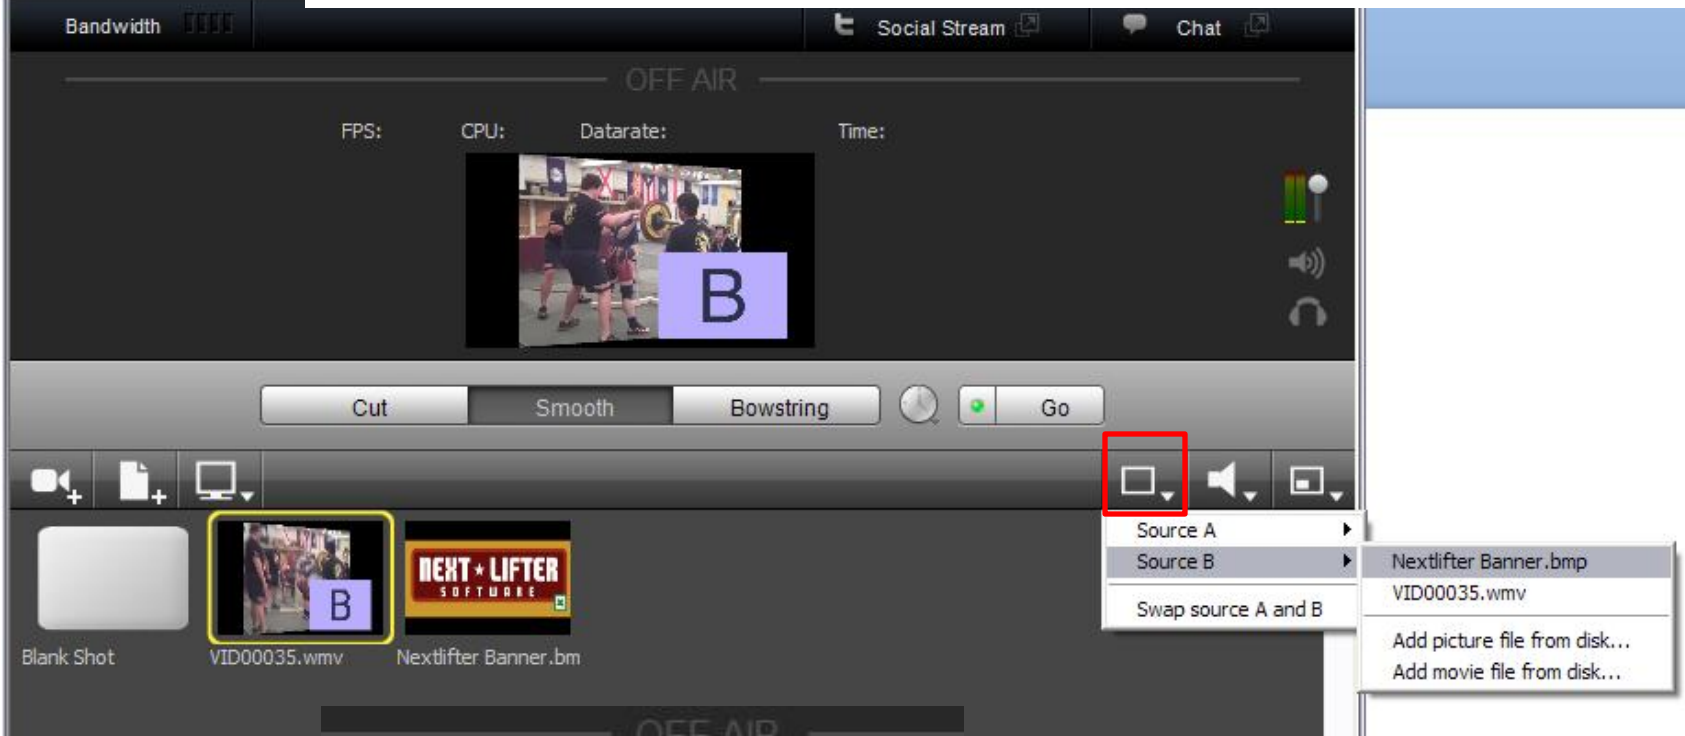 Bandwidth
Social Stream
Chat
OFF AIR
FPS:
CPU:
Datarate:
Time:
B
Cut
Smooth
Bowstring
Go
Source A
Source B
Swap source A and B
Nextlifter Banner.bmp
VID00035.wmv
Add picture file from disk...
Add movie file from disk...
B
NEXT ★ LIFTER
SOFTWARE
Blank Shot
VID00035.wmv
Nextlifter Banner.bm
OFF AIR